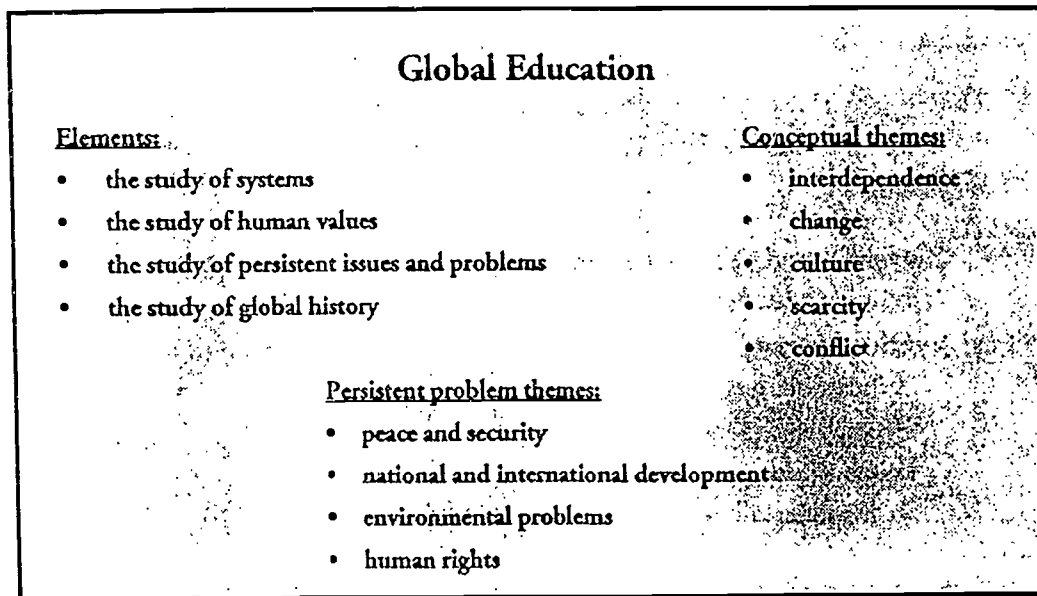 Global Education
Elements:
• the study of systems
• the study of human values
• the study of persistent issues and problems
• the study of global history
Conceptual themes:
• interdependence
• change
• culture
• scarcity
• conflict
Persistent problem themes:
• peace and security
• national and international development
• environmental problems
• human rights